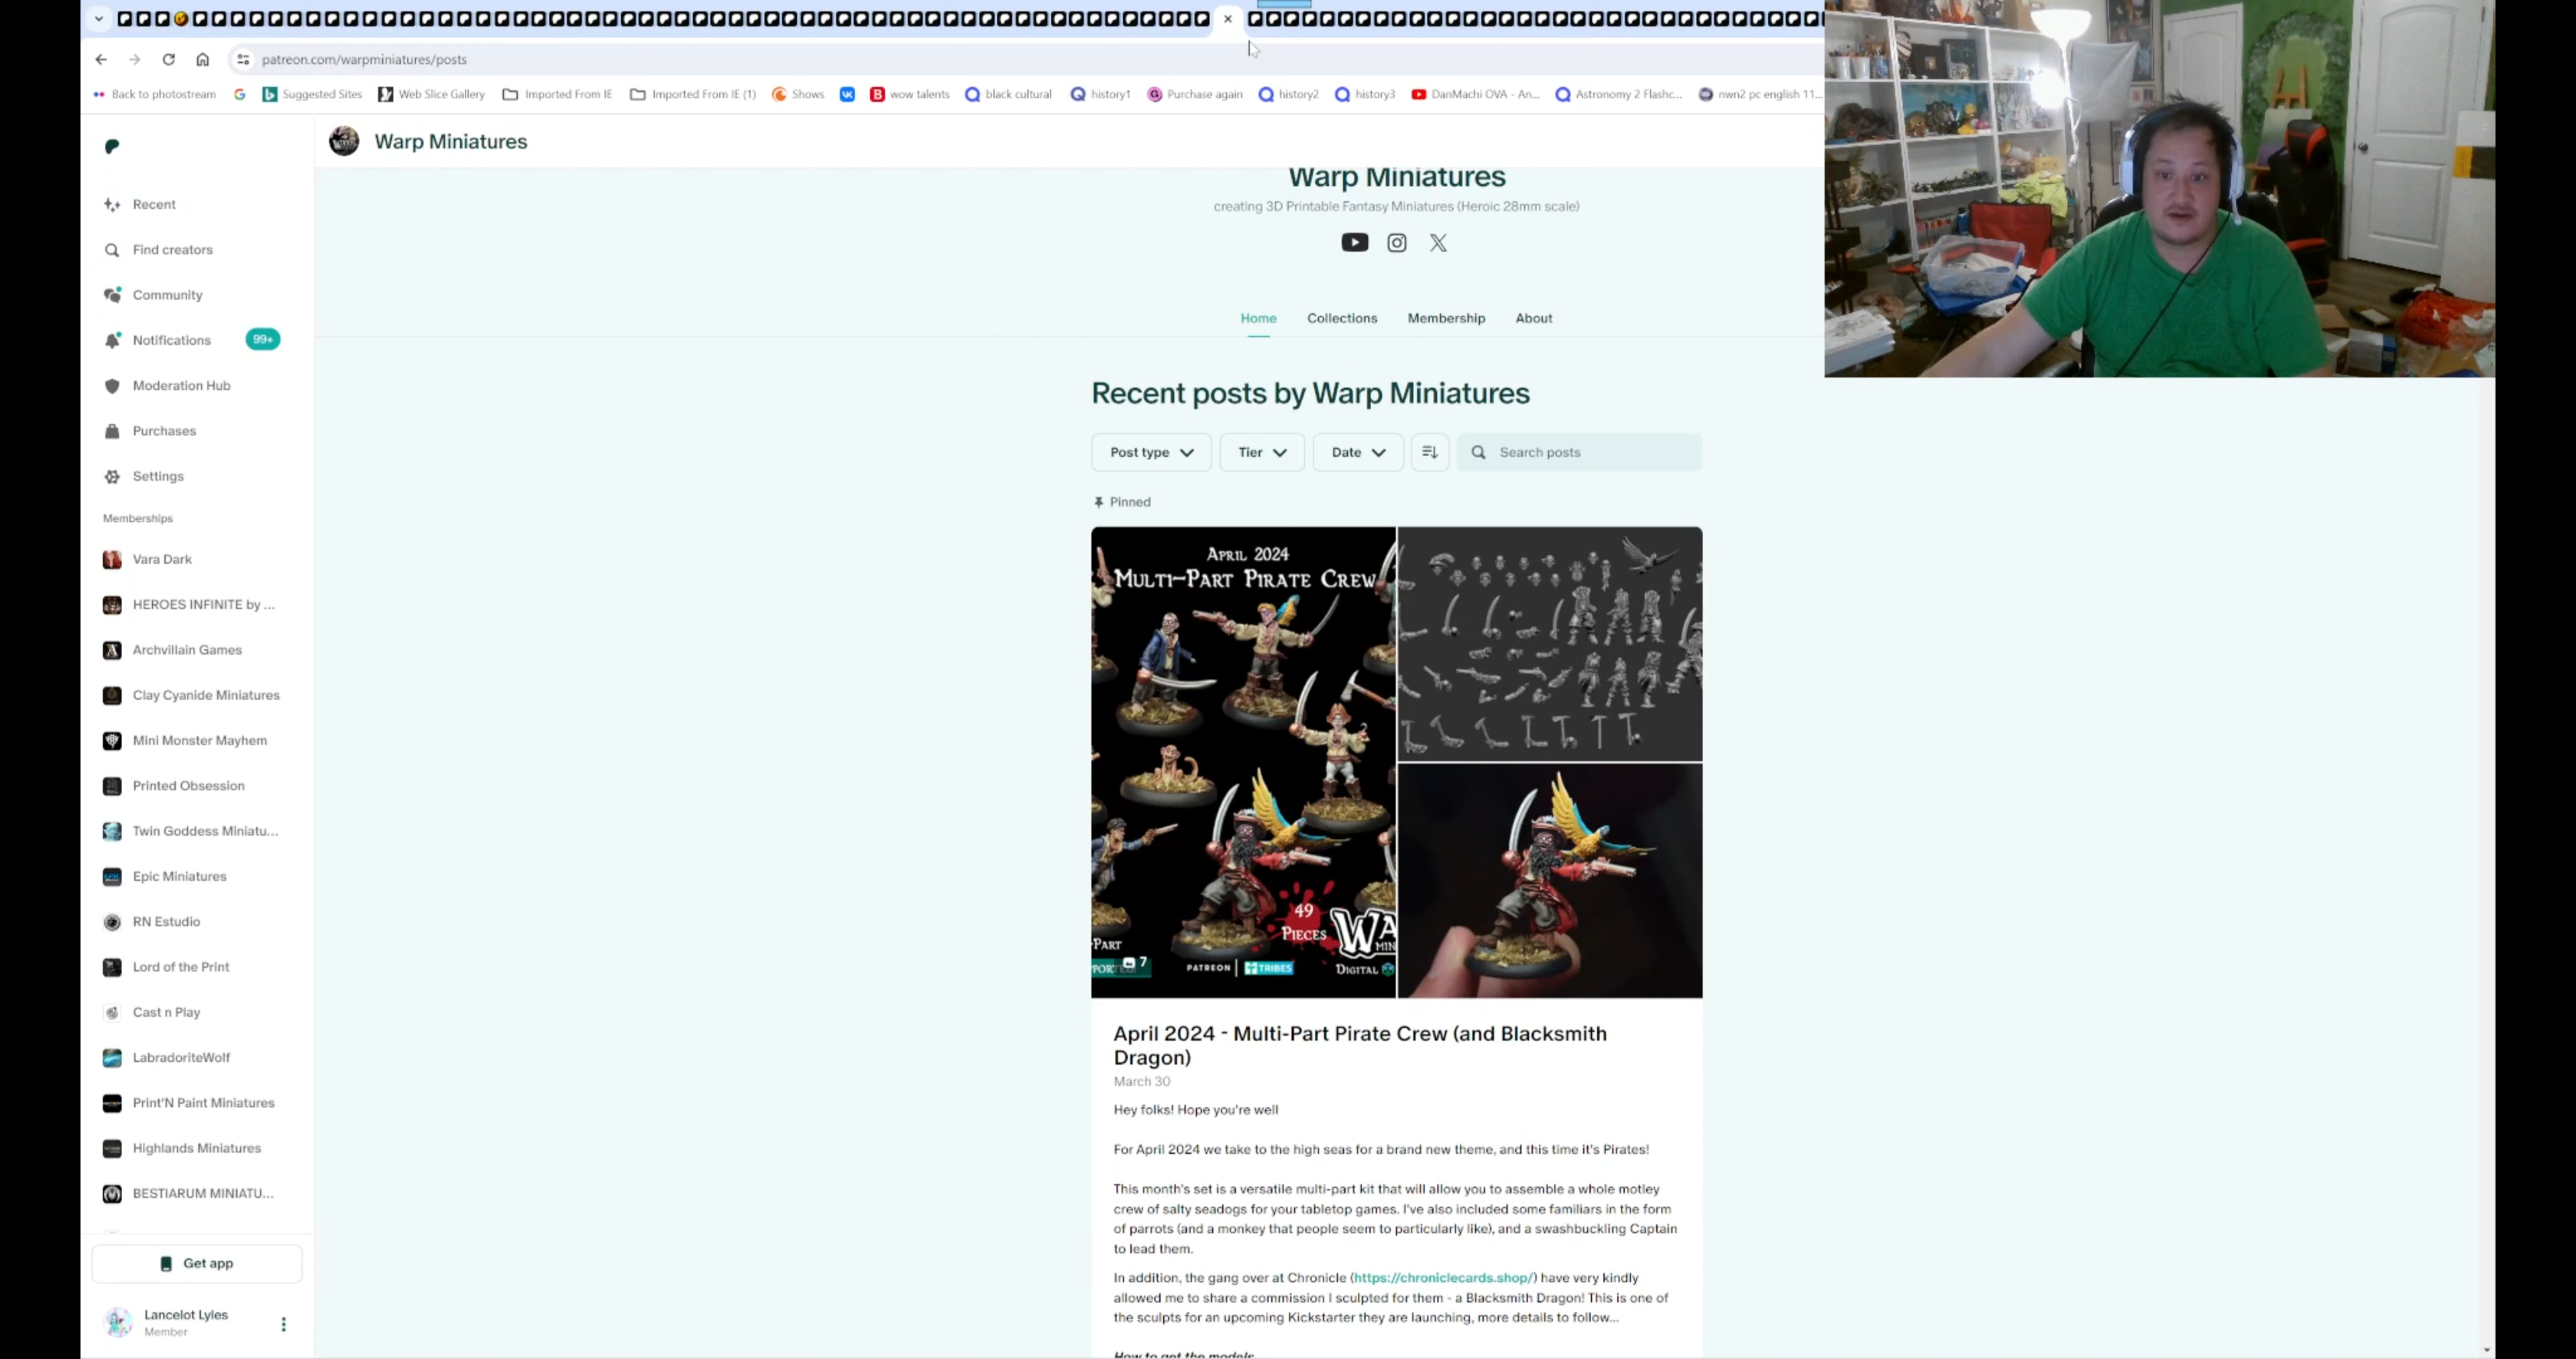 patreon.com/warpminiatures/posts
Back to photostream
Suggested Sites
Web Slice Gallery
Imported From IE
Imported From IE (1)
Shows
wow talents
black cultural
history1
Purchase again
history2
history3
DanMachi OVA - An...
Astronomy 2 Flashc...
nwn2 pc english 11...
Warp Miniatures
Recent
Find creators
Community
Notifications
99+
Moderation Hub
Purchases
Settings
Memberships
Vara Dark
HEROES INFINITE by ...
Archvillain Games
Clay Cyanide Miniatures
Mini Monster Mayhem
Printed Obsession
Twin Goddess Miniatu...
Epic Miniatures
RN Estudio
Lord of the Print
Cast n Play
LabradoriteWolf
Print'N Paint Miniatures
Highlands Miniatures
BESTIARUM MINIATU...
Get app
Lancelot Lyles
Member
Warp Miniatures
creating 3D Printable Fantasy Miniatures (Heroic 28mm scale)
Home
Collections
Membership
About
Recent posts by Warp Miniatures
Post type
Tier
Date
Search posts
Pinned
April 2024
Multi-Part Pirate Crew
49
Pieces
7
PATREON
TRIBES
Digital
April 2024 - Multi-Part Pirate Crew (and Blacksmith
Dragon)
March 30
Hey folks! Hope you're well
For April 2024 we take to the high seas for a brand new theme, and this time it's Pirates!
This month's set is a versatile multi-part kit that will allow you to assemble a whole motley
crew of salty seadogs for your tabletop games. I've also included some familiars in the form
of parrots (and a monkey that people seem to particularly like), and a swashbuckling Captain
to lead them.
In addition, the gang over at Chronicle (https://chroniclecards.shop/) have very kindly
allowed me to share a commission I sculpted for them - a Blacksmith Dragon! This is one of
the sculpts for an upcoming Kickstarter they are launching, more details to follow...
How to get the models